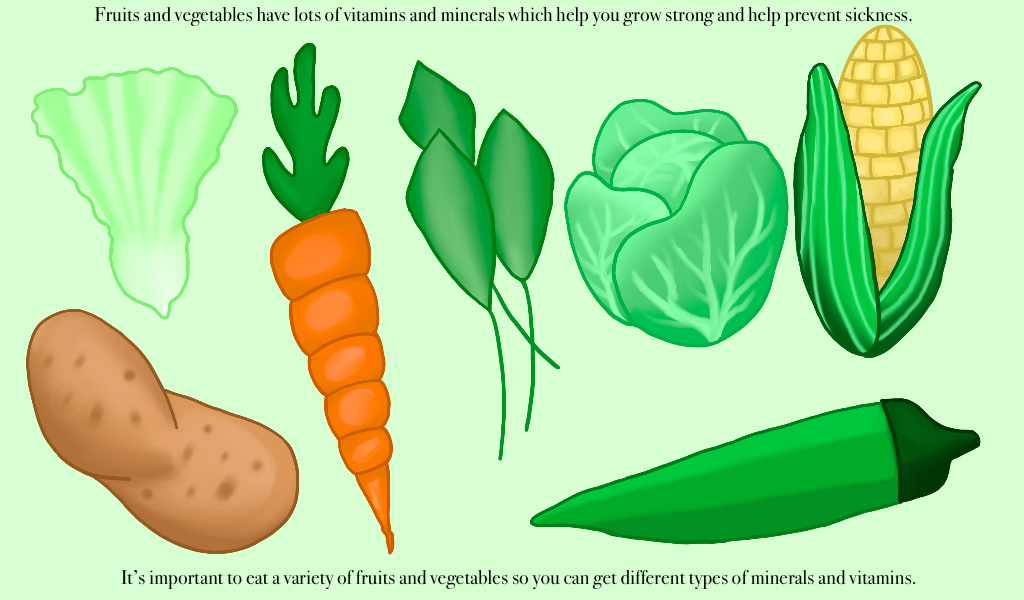 Fruits and vegetables have lots of vitamins and minerals which help you grow strong and help prevent sickness.
It's important to eat a variety of fruits and vegetables so you can get different types of minerals and vitamins.